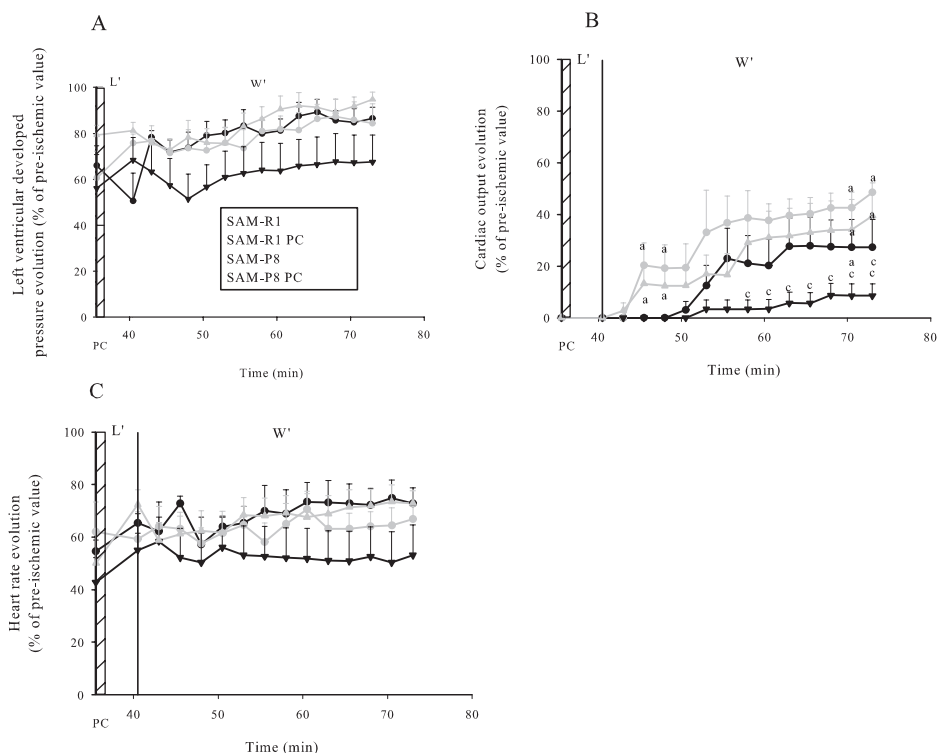 A
Left ventricular developed
pressure evolution (% of pre-ischemic value)
100
80
60
40
20
0
L'
W'
SAM-R1
SAM-R1 PC
SAM-P8
SAM-P8 PC
PC
40
50
60
70
80
Time (min)
B
Cardiac output evolution
(% of pre-ischemic value)
100
80
60
40
20
0
L'
W'
a
a
a
a
a
a
a
a
c
c
c
c
c
c
c
c
PC
40
50
60
70
80
Time (min)
C
Heart rate evolution
(% of pre-ischemic value)
100
80
60
40
20
0
L'
W'
PC
40
50
60
70
80
Time (min)